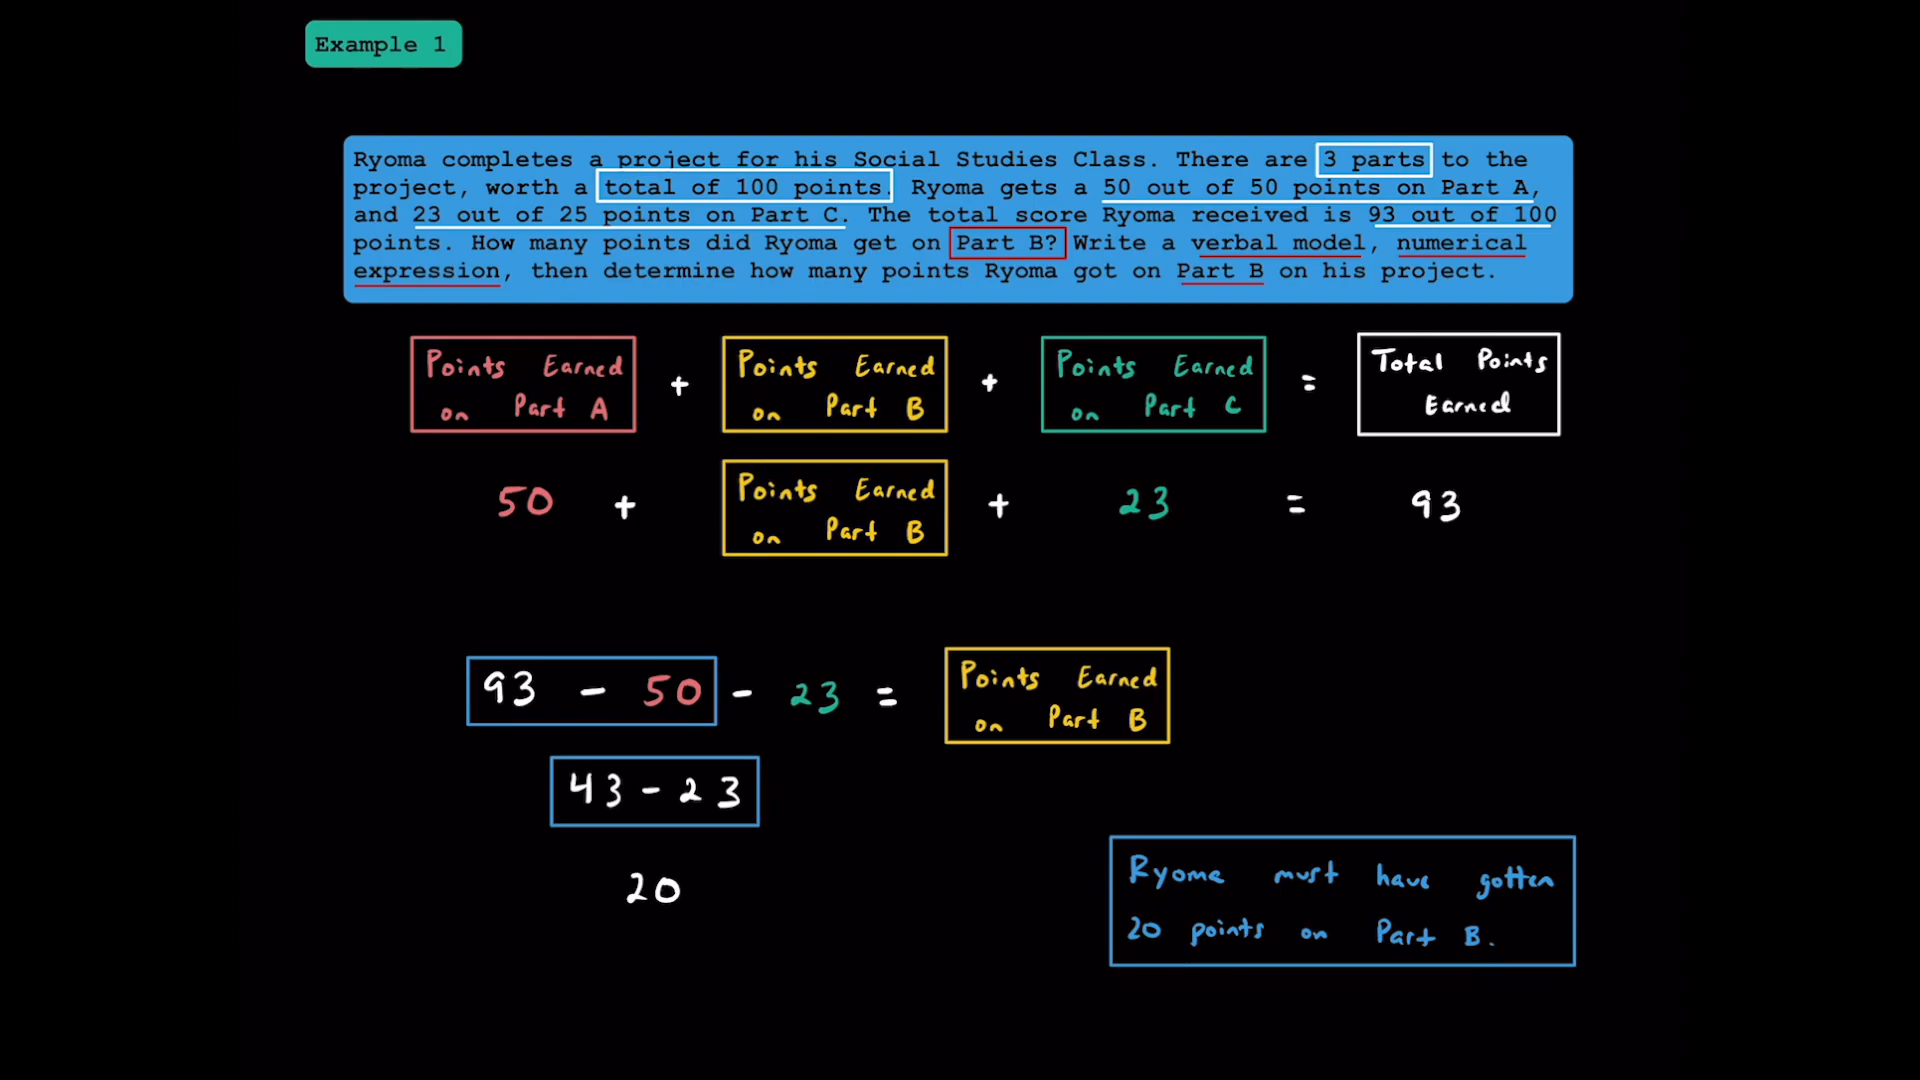 Example 1
Ryoma completes a project for his Social Studies Class. There are 3 parts to the
project, worth a total of 100 points. Ryoma gets a 50 out of 50 points on Part A,
and 23 out of 25 points on Part C. The total score Ryoma received is 93 out of 100
points. How many points did Ryoma get on Part B? Write a verbal model, numerical
expression, then determine how many points Ryoma got on Part B on his project.
Points Earned + Points Earned + Points Earned = Total Points
on Part A on Part B on Part C Earned
50 + Points Earned + 23 = 93
on Part B
93 - 50 - 23 = Points Earned
on Part B
43 - 23
20
Ryoma must have gotten
20 points on Part B.